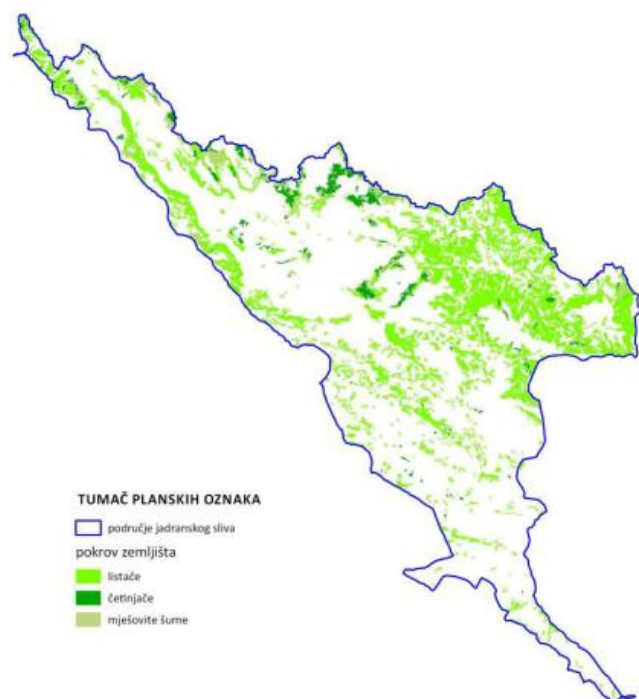 TUMAČ PLANSKIH OZNAKA
područje jadranskog sliva
pokrov zemljišta
listače
četinjače
mješovite šume